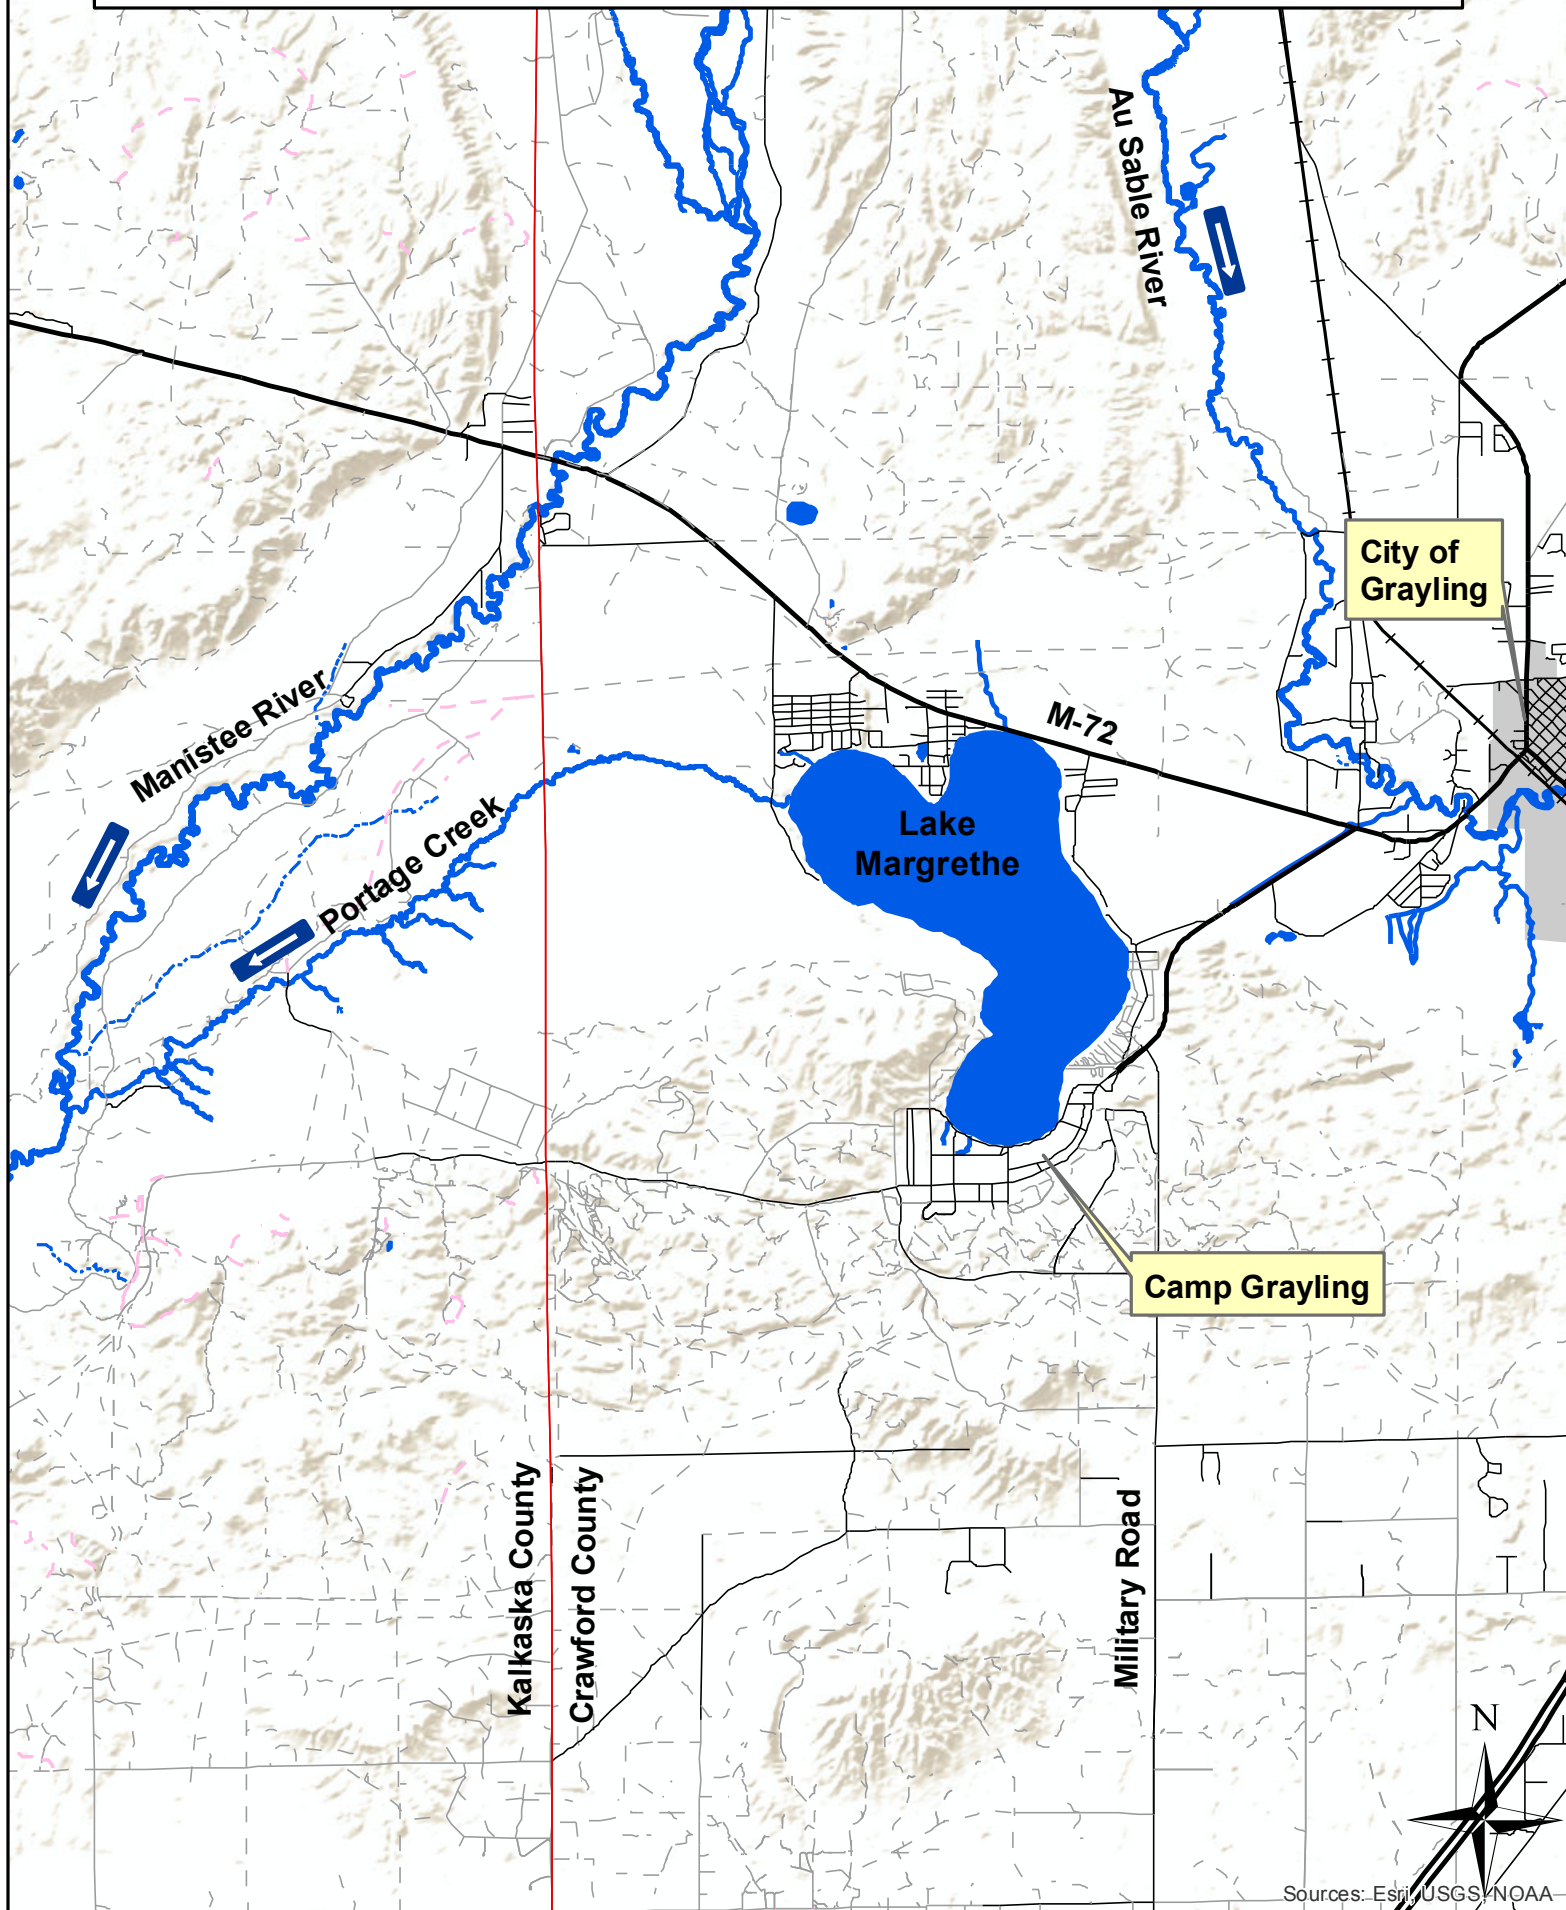 Au Sable River
City of
Grayling
Manistee River
M-72
Portage Creek
Lake
Margrethe
Camp Grayling
Kalkaska County
Crawford County
Military Road
N
Sources: Esri, USGS, NOAA